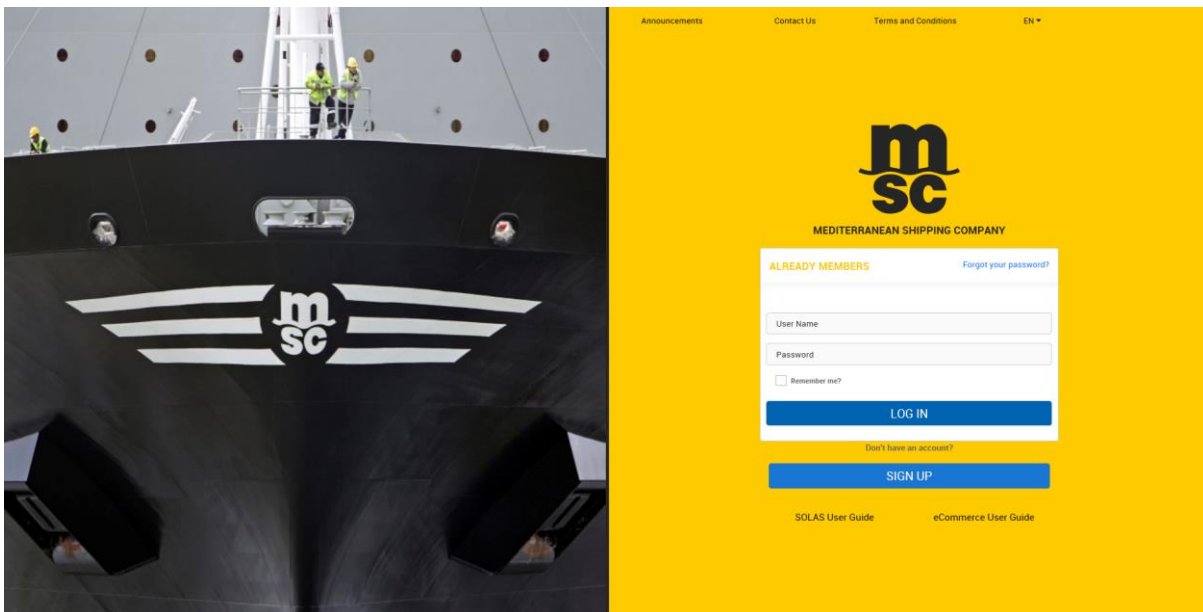 Announcements Contact Us Terms and Conditions EN
msc
msc
MEDITERRANEAN SHIPPING COMPANY
ALREADY MEMBERS Forgot your password?
User Name
Password
Remember me?
LOG IN
Don't have an account?
SIGN UP
SOLAS User Guide eCommerce User Guide